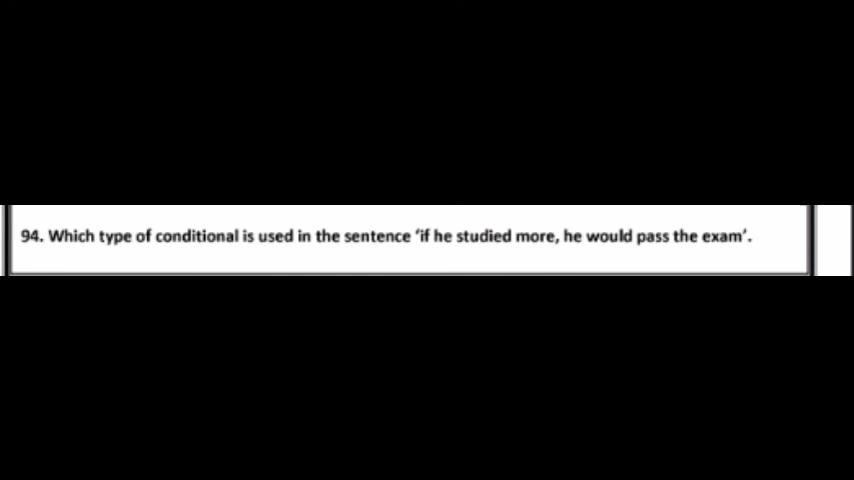 94. Which type of conditional is used in the sentence ‘if he studied more, he would pass the exam’.